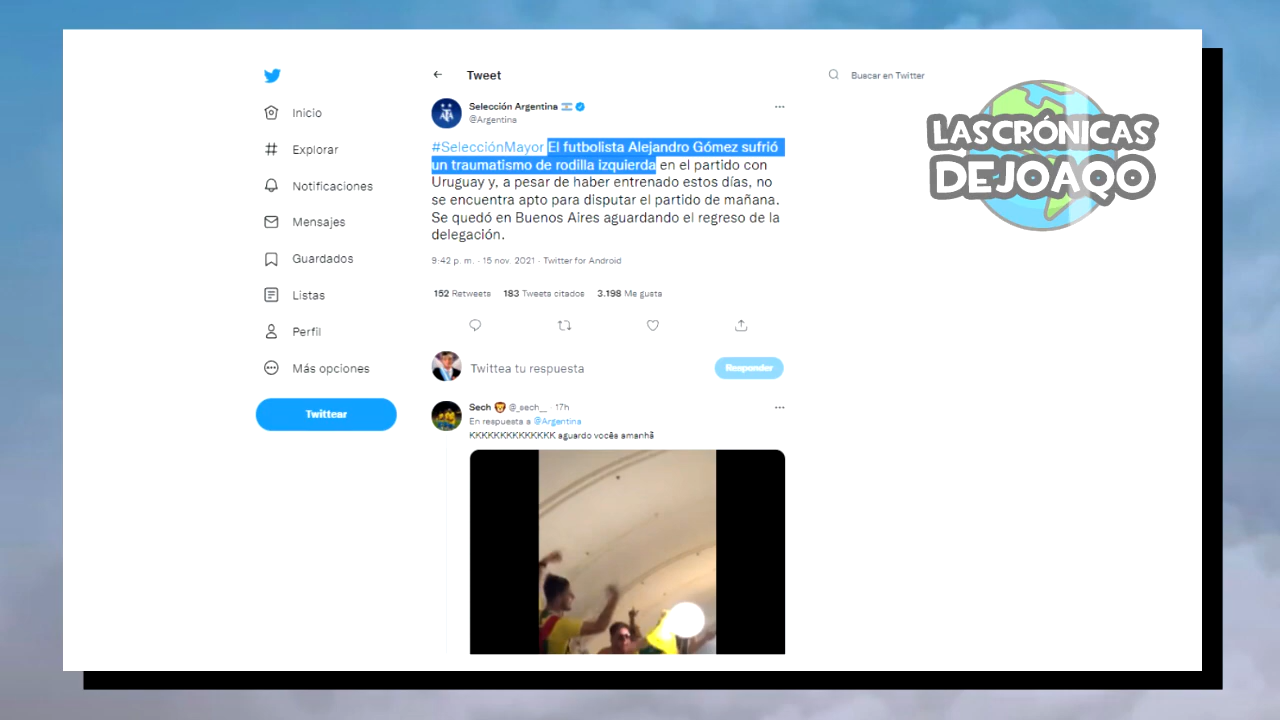 Tweet
Buscar en Twitter
Inicio
Explorar
Notificaciones
Mensajes
Guardados
Listas
Perfil
Más opciones
Twittear
Selección Argentina
@Argentina
#SelecciónMayor El futbolista Alejandro Gómez sufrió
un traumatismo de rodilla izquierda en el partido con
Uruguay y, a pesar de haber entrenado estos días, no
se encuentra apto para disputar el partido de mañana.
Se quedó en Buenos Aires aguardando el regreso de la
delegación.
9:42 p. m. · 15 nov. 2021 · Twitter for Android
152 Retweets 183 Tweets citados 3.198 Me gusta
Twittea tu respuesta
Responder
Sech 🦁 @_sech__ · 17h
En respuesta a @Argentina
KKKKKKKKKKKKKK aguardo vocês amanhã
LAS CRÓNICAS
DE JOAQO